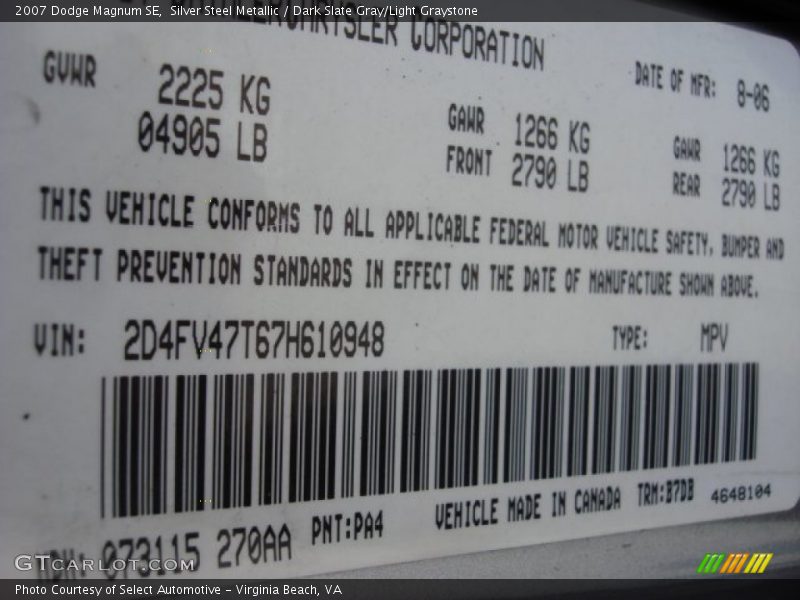 2007 Dodge Magnum SE, Silver Steel Metallic / Dark Slate Gray/Light Graystone
CORPORATION
GVWR 2225 KG
04905 LB
DATE OF MFR: 8-06
GAWR FRONT 1266 KG
2790 LB
GAWR REAR 1266 KG
2790 LB
THIS VEHICLE CONFORMS TO ALL APPLICABLE FEDERAL MOTOR VEHICLE SAFETY, BUMPER AND
THEFT PREVENTION STANDARDS IN EFFECT ON THE DATE OF MANUFACTURE SHOWN ABOVE.
VIN: 2D4FV47T67H610948 TYPE: MPV
073115 270AA PNT:PA4 VEHICLE MADE IN CANADA TRM:B7DB 4648104
GTCARLOT.COM
Photo Courtesy of Select Automotive - Virginia Beach, VA